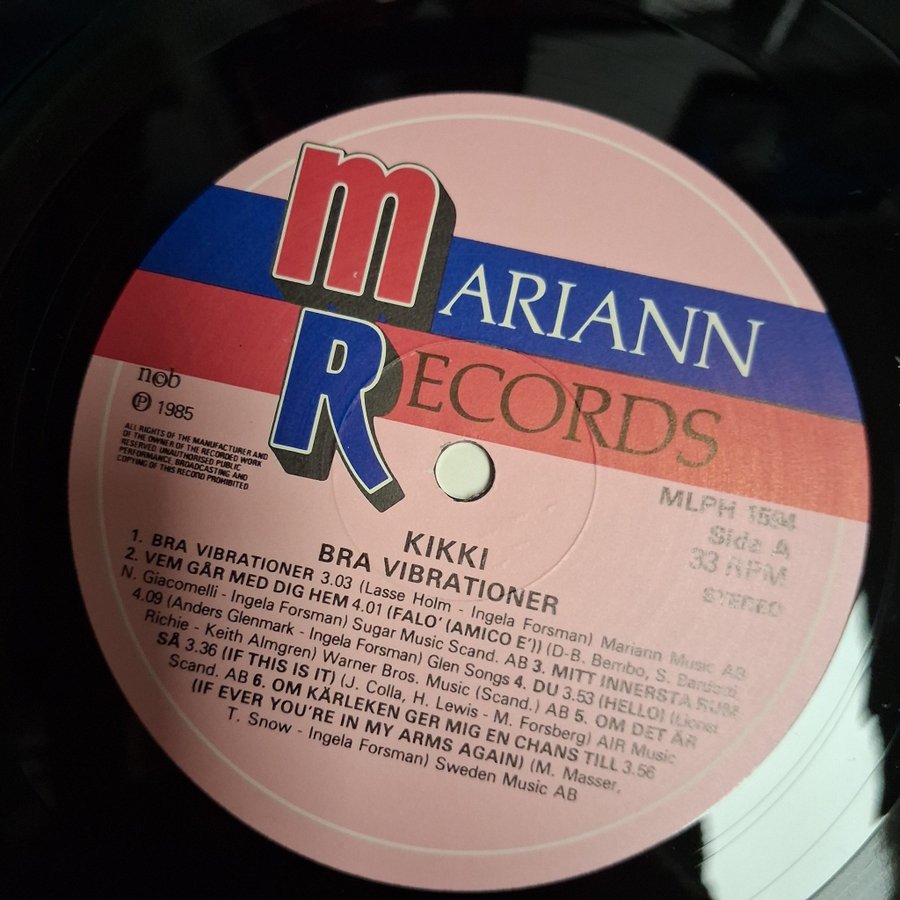 MARIANN
RECORDS
n©b
℗ 1985
ALL RIGHTS OF THE MANUFACTURER AND
OF THE OWNER OF THE RECORDED WORK
RESERVED UNAUTHORISED PUBLIC
PERFORMANCE, BROADCASTING AND
COPYING OF THIS RECORD PROHIBITED
MLPH 1594
Side A
33 RPM
STEREO
KIKKI
BRA VIBRATIONER
1. BRA VIBRATIONER 3.03 (Lasse Holm - Ingela Forsman) Mariann Music AB
2. VEM GÅR MED DIG HEM 4.01 (FALO' (AMICO E')) (D-B. Bembo, S.
N. Giacomelli - Ingela Forsman) Sugar Music Scand. AB 3. MITT INNERSTA RUM
4.09 (Anders Glenmark - Ingela Forsman) Glen Songs 4. DU 3.53 (HELLO) (Lionel
Richie - Keith Almgren) Warner Bros. Music (Scand.) AB 5. OM DET ÄR
SÅ 3.36 (IF THIS IS IT) (J. Colla, H. Lewis - M. Forsberg) AIR Music
Scand. AB 6. OM KÄRLEKEN GER MIG EN CHANS TILL 3.56
(IF EVER YOU'RE IN MY ARMS AGAIN) (M. Masser,
T. Snow - Ingela Forsman) Sweden Music AB